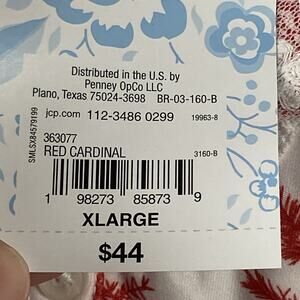 Distributed in the U.S. by
Penney OpCo LLC
Plano, Texas 75024-3698 BR-03-160-B
jcp.com 112-3486 0299 19963-8
SMLSX84579199
363077
RED CARDINAL 3160-B
1 98273 85873 9
XLARGE
$44